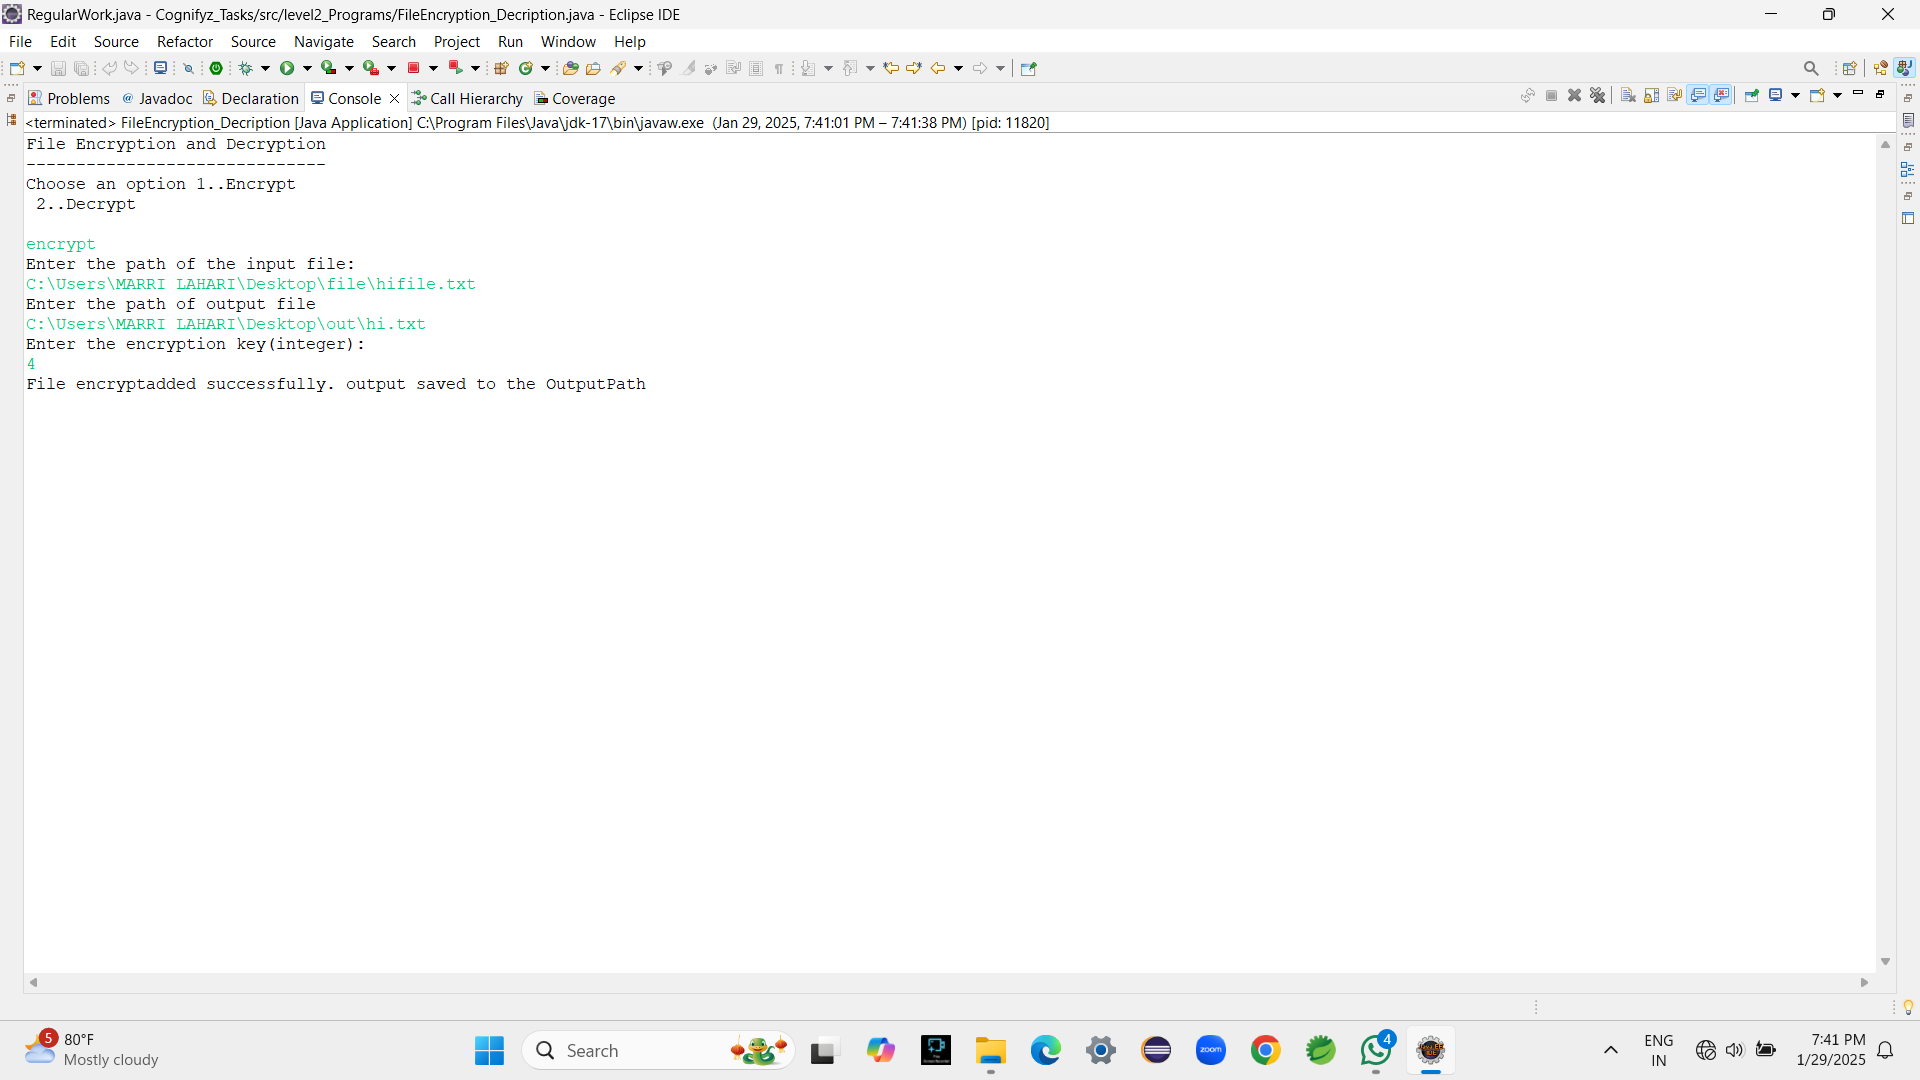 RegularWork.java - Cognifyz_Tasks/src/level2_Programs/FileEncryption_Decription.java - Eclipse IDE
File Edit Source Refactor Source Navigate Search Project Run Window Help
Problems @ Javadoc Declaration Console Call Hierarchy Coverage
<terminated> FileEncryption_Decription [Java Application] C:\Program Files\Java\jdk-17\bin\javaw.exe (Jan 29, 2025, 7:41:01 PM – 7:41:38 PM) [pid: 11820]
File Encryption and Decryption
------------------------------
Choose an option 1..Encrypt
2..Decrypt
encrypt
Enter the path of the input file:
C:\Users\MARRI LAHARI\Desktop\file\hifile.txt
Enter the path of output file
C:\Users\MARRI LAHARI\Desktop\out\hi.txt
Enter the encryption key(integer):
4
File encryptadded successfully. output saved to the OutputPath
5
80°F
Mostly cloudy
Search
zoom
4
ENG
IN
7:41 PM
1/29/2025